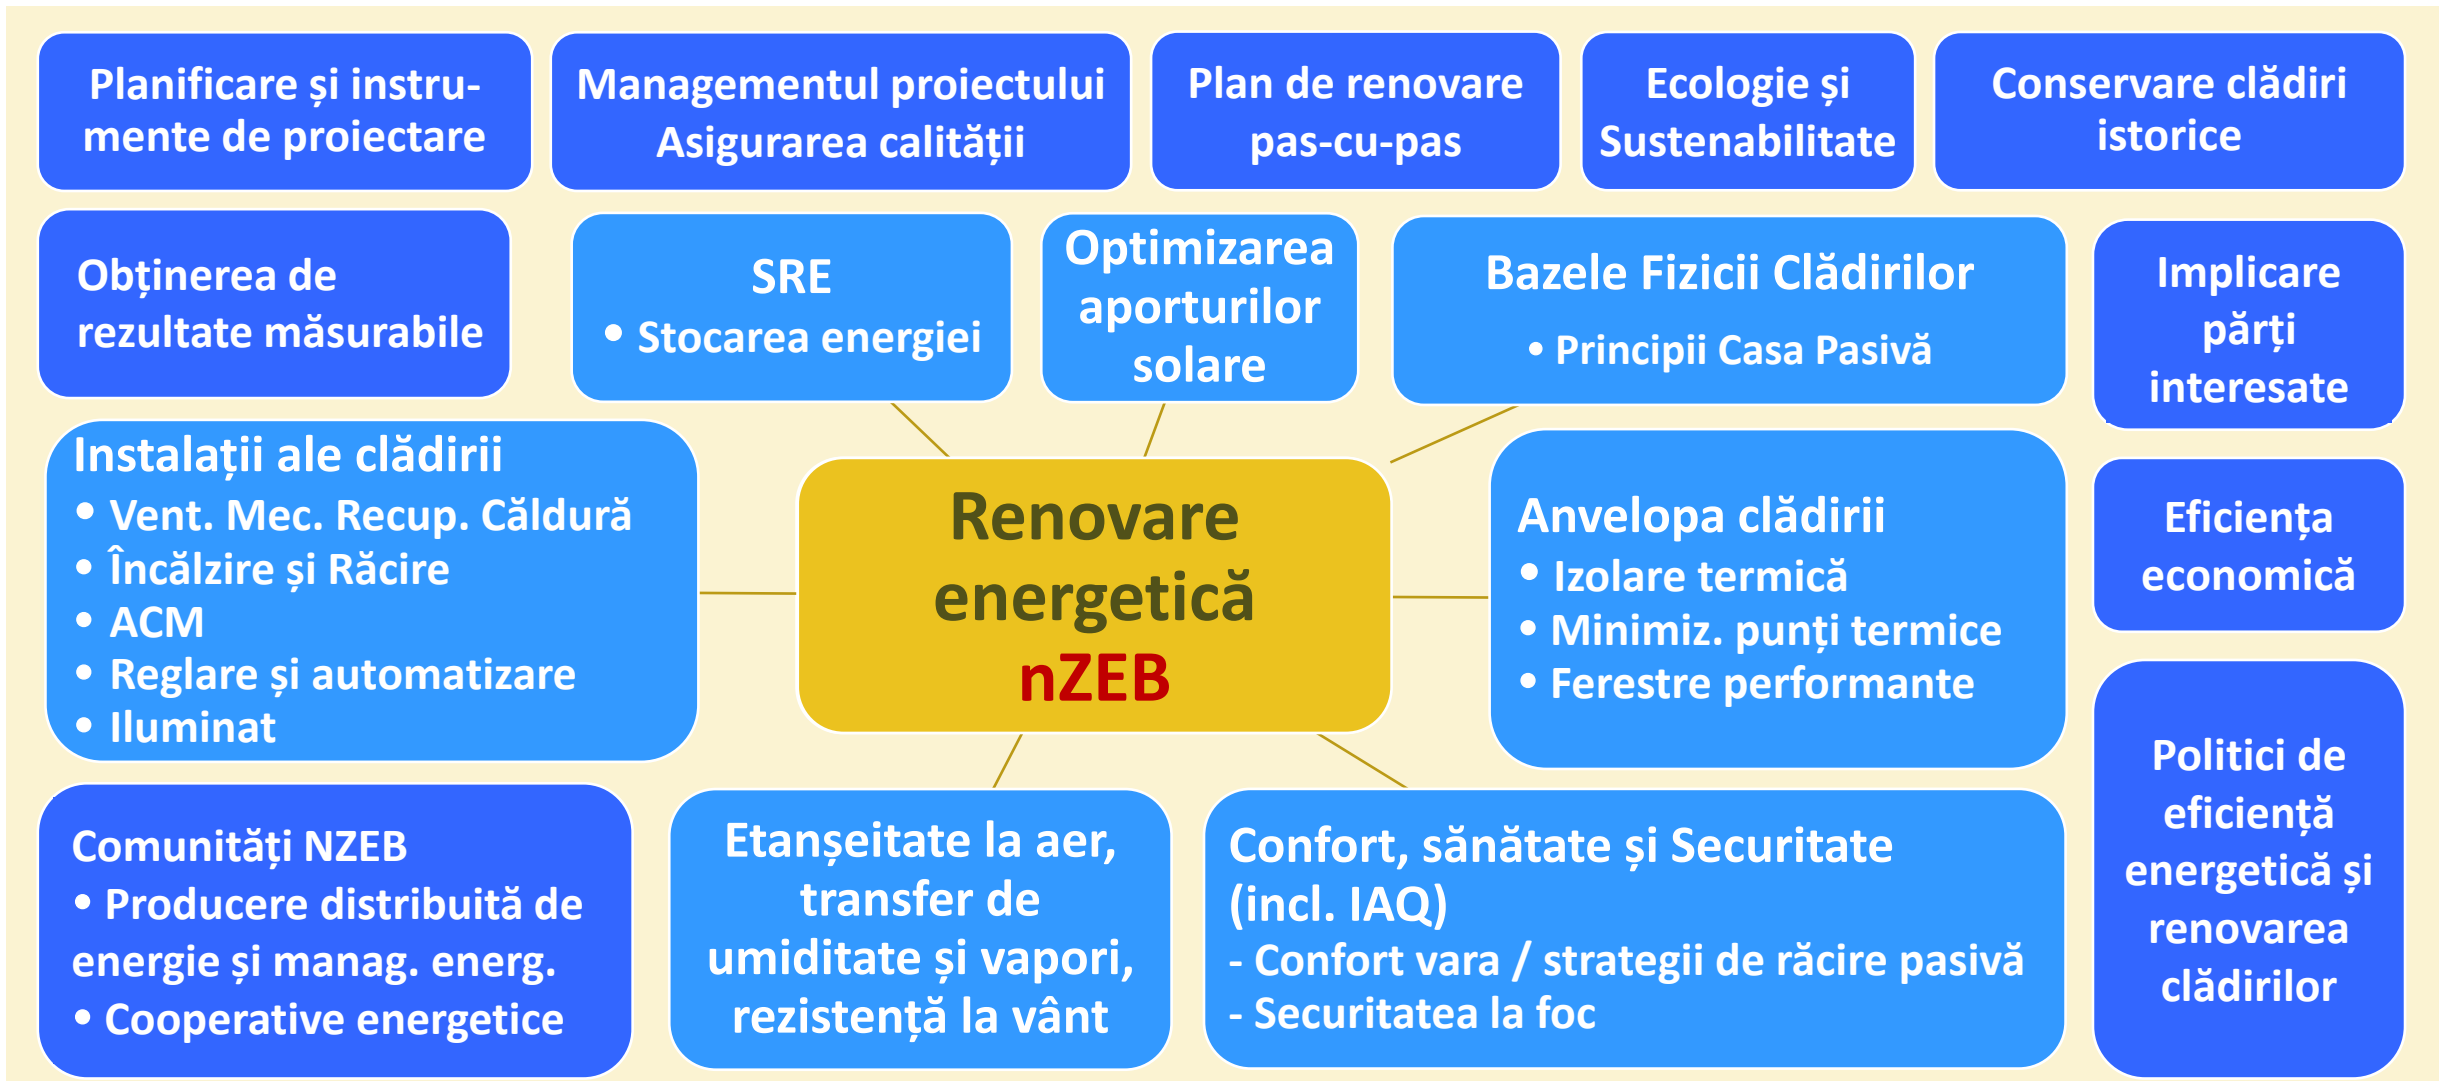 Planificare și instru-
mente de proiectare
Managementul proiectului
Asigurarea calității
Plan de renovare
pas-cu-pas
Ecologie și
Sustenabilitate
Conservare clădiri
istorice
Obținerea de
rezultate măsurabile
SRE
• Stocarea energiei
Optimizarea
aporturilor
solare
Bazele Fizicii Clădirilor
• Principii Casa Pasivă
Implicare
părți
interesate
Instalații ale clădirii
• Vent. Mec. Recup. Căldură
• Încălzire și Răcire
• ACM
• Reglare și automatizare
• Iluminat
Renovare
energetică
nZEB
Anvelopa clădirii
• Izolare termică
• Minimiz. punți termice
• Ferestre performante
Eficiența
economică
Comunități NZEB
• Producere distribuită de
energie și manag. energ.
• Cooperative energetice
Etanșeitate la aer,
transfer de
umiditate și vapori,
rezistență la vânt
Confort, sănătate și Securitate
(incl. IAQ)
- Confort vara / strategii de răcire pasivă
- Securitatea la foc
Politici de
eficiență
energetică și
renovarea
clădirilor